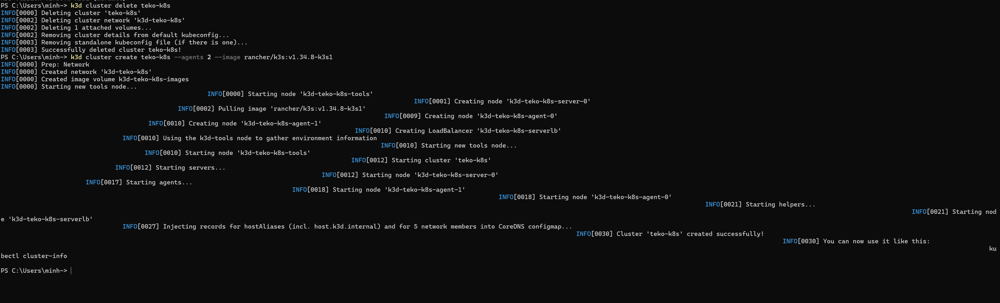 PS C:\Users\minh-> k3d cluster delete teko-k8s
INFO[0000] Deleting cluster 'teko-k8s'
INFO[0002] Deleting cluster network 'k3d-teko-k8s'
INFO[0002] Deleting 1 attached volumes...
INFO[0002] Removing cluster details from default kubeconfig...
INFO[0003] Removing standalone kubeconfig file (if there is one)...
INFO[0003] Successfully deleted cluster teko-k8s!
PS C:\Users\minh-> k3d cluster create teko-k8s --agents 2 --image rancher/k3s:v1.34.8-k3s1
INFO[0000] Prep: Network
INFO[0000] Created network 'k3d-teko-k8s'
INFO[0000] Created image volume k3d-teko-k8s-images
INFO[0000] Starting new tools node...
INFO[0000] Starting node 'k3d-teko-k8s-tools'
INFO[0001] Creating node 'k3d-teko-k8s-server-0'
INFO[0002] Pulling image 'rancher/k3s:v1.34.8-k3s1'
INFO[0009] Creating node 'k3d-teko-k8s-agent-0'
INFO[0010] Creating node 'k3d-teko-k8s-agent-1'
INFO[0010] Creating LoadBalancer 'k3d-teko-k8s-serverlb'
INFO[0010] Using the k3d-tools node to gather environment information
INFO[0010] Starting new tools node...
INFO[0010] Starting node 'k3d-teko-k8s-tools'
INFO[0012] Starting cluster 'teko-k8s'
INFO[0012] Starting servers...
INFO[0012] Starting node 'k3d-teko-k8s-server-0'
INFO[0017] Starting agents...
INFO[0018] Starting node 'k3d-teko-k8s-agent-1'
INFO[0018] Starting node 'k3d-teko-k8s-agent-0'
INFO[0021] Starting helpers...
INFO[0021] Starting nod
e 'k3d-teko-k8s-serverlb'
INFO[0027] Injecting records for hostAliases (incl. host.k3d.internal) and for 5 network members into CoreDNS configmap...
INFO[0030] Cluster 'teko-k8s' created successfully!
INFO[0030] You can now use it like this:
ku
bectl cluster-info
PS C:\Users\minh->